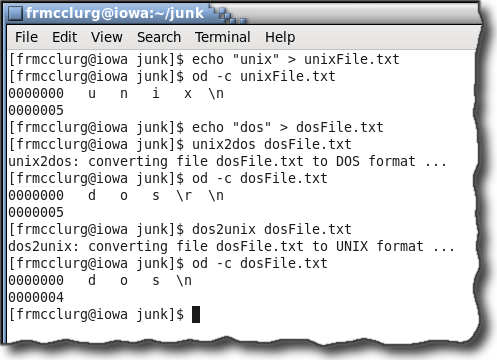 frmcclurg@iowa:~/junk
File Edit View Search Terminal Help
[frmcclurg@iowa junk]$ echo "unix" > unixFile.txt
[frmcclurg@iowa junk]$ od -c unixFile.txt
0000000   u   n   i   x  \n
0000005
[frmcclurg@iowa junk]$ echo "dos" > dosFile.txt
[frmcclurg@iowa junk]$ unix2dos dosFile.txt
unix2dos: converting file dosFile.txt to DOS format ...
[frmcclurg@iowa junk]$ od -c dosFile.txt
0000000   d   o   s  \r  \n
0000005
[frmcclurg@iowa junk]$ dos2unix dosFile.txt
dos2unix: converting file dosFile.txt to UNIX format ...
[frmcclurg@iowa junk]$ od -c dosFile.txt
0000000   d   o   s  \n
0000004
[frmcclurg@iowa junk]$